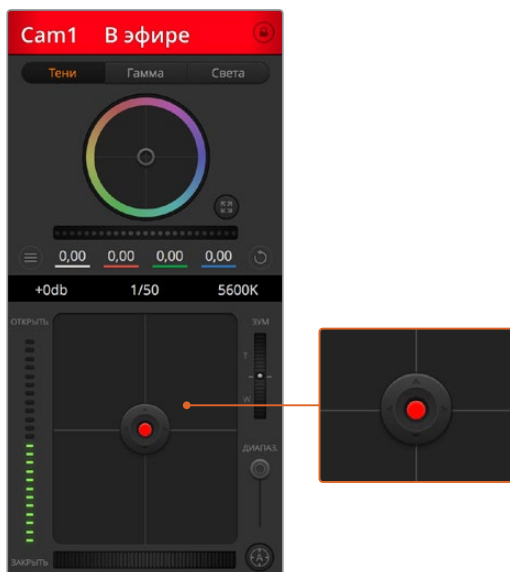 Cam1 В эфире
Тени Гамма Света
0,00 0,00 0,00 0,00
+0db 1/50 5600K
ОТКРЫТЬ ЗУМ
T
W
ДИАПАЗ.
A
ЗАКРЫТЬ